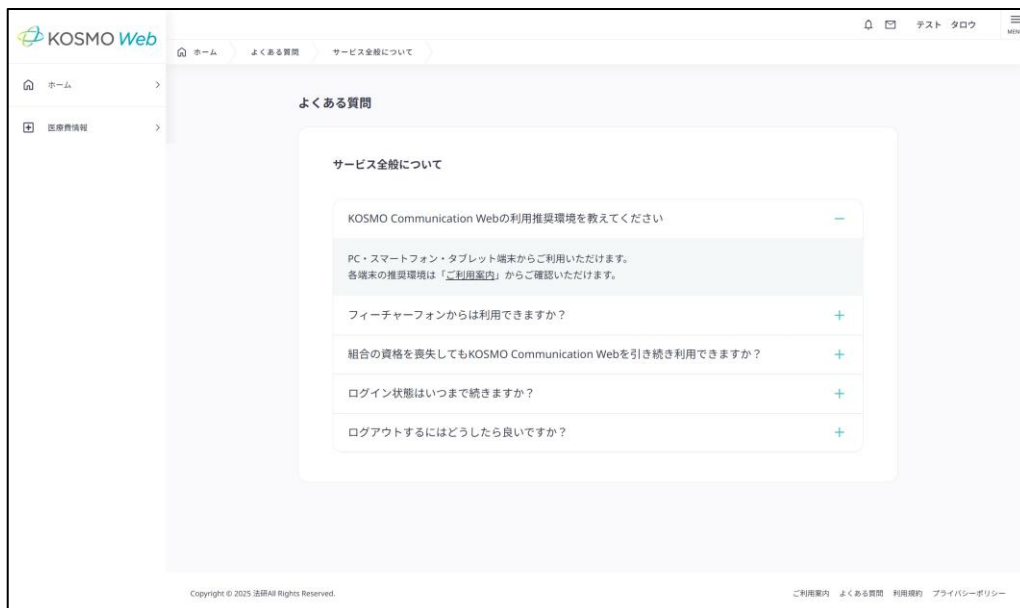 KOSMO Web
テスト タロウ
MENU
ホーム
よくある質問
サービス全般について
ホーム
医療費情報
よくある質問
サービス全般について
KOSMO Communication Webの利用推奨環境を教えてください
PC・スマートフォン・タブレット端末からご利用いただけます。
各端末の推奨環境は「ご利用案内」からご確認いただけます。
フィーチャーフォンからは利用できますか？
組合の資格を喪失してもKOSMO Communication Webを引き続き利用できますか？
ログイン状態はいつまで続きますか？
ログアウトするにはどうしたら良いですか？
Copyright © 2025 法研All Rights Reserved.
ご利用案内 よくある質問 利用規約 プライバシーポリシー